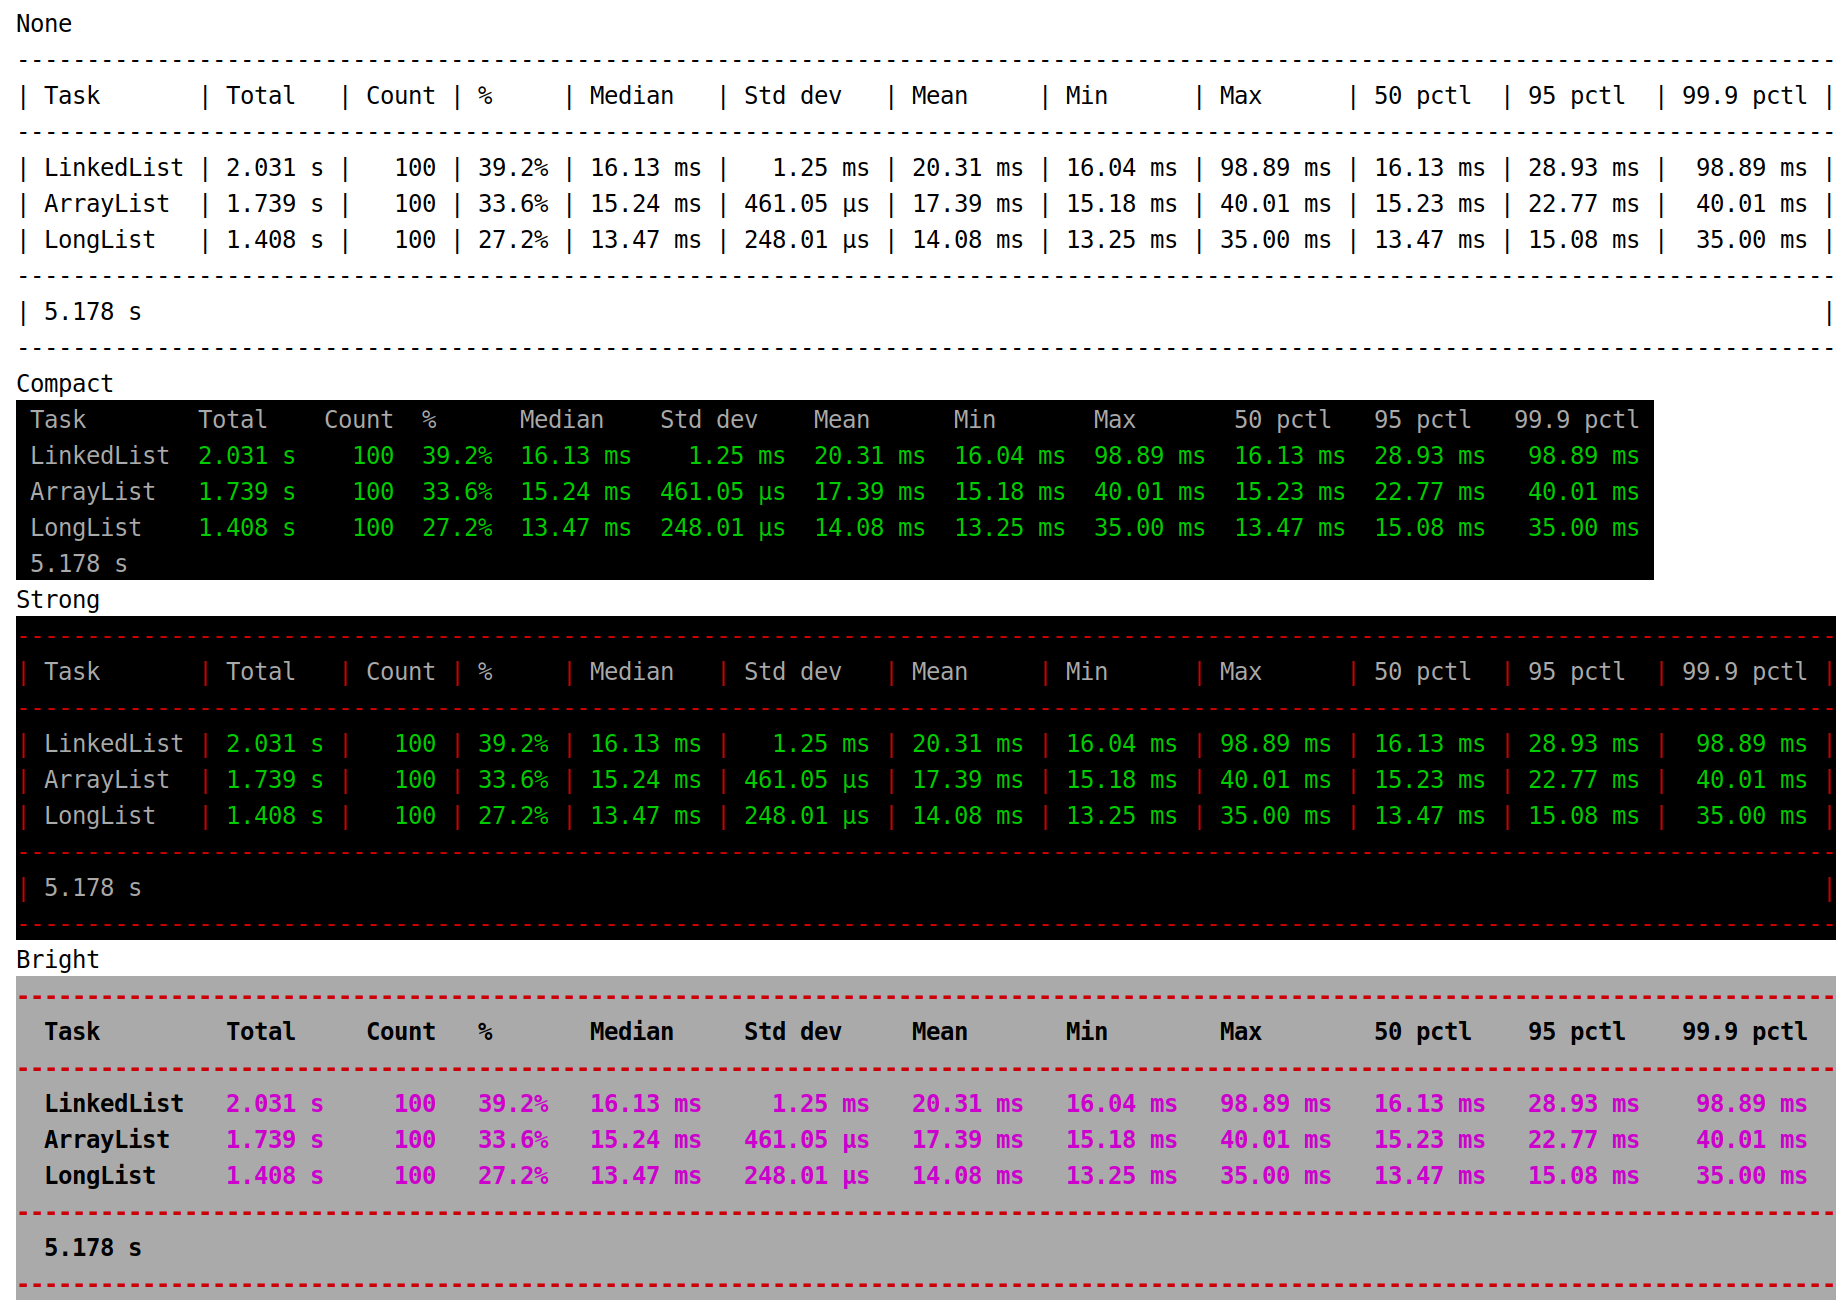 None
----------------------------------------------------------------------------------------------------------------------------------
| Task       | Total   | Count | %     | Median   | Std dev   | Mean     | Min      | Max      | 50 pctl  | 95 pctl  | 99.9 pctl |
----------------------------------------------------------------------------------------------------------------------------------
| LinkedList | 2.031 s |   100 | 39.2% | 16.13 ms |   1.25 ms | 20.31 ms | 16.04 ms | 98.89 ms | 16.13 ms | 28.93 ms |  98.89 ms |
| ArrayList  | 1.739 s |   100 | 33.6% | 15.24 ms | 461.05 µs | 17.39 ms | 15.18 ms | 40.01 ms | 15.23 ms | 22.77 ms |  40.01 ms |
| LongList   | 1.408 s |   100 | 27.2% | 13.47 ms | 248.01 µs | 14.08 ms | 13.25 ms | 35.00 ms | 13.47 ms | 15.08 ms |  35.00 ms |
----------------------------------------------------------------------------------------------------------------------------------
| 5.178 s                                                                                                                        |
----------------------------------------------------------------------------------------------------------------------------------
Compact
 Task        Total    Count  %      Median    Std dev    Mean      Min       Max       50 pctl   95 pctl   99.9 pctl
 LinkedList  2.031 s    100  39.2%  16.13 ms    1.25 ms  20.31 ms  16.04 ms  98.89 ms  16.13 ms  28.93 ms   98.89 ms
 ArrayList   1.739 s    100  33.6%  15.24 ms  461.05 µs  17.39 ms  15.18 ms  40.01 ms  15.23 ms  22.77 ms   40.01 ms
 LongList    1.408 s    100  27.2%  13.47 ms  248.01 µs  14.08 ms  13.25 ms  35.00 ms  13.47 ms  15.08 ms   35.00 ms
 5.178 s
Strong
----------------------------------------------------------------------------------------------------------------------------------
| Task       | Total   | Count | %     | Median   | Std dev   | Mean     | Min      | Max      | 50 pctl  | 95 pctl  | 99.9 pctl |
----------------------------------------------------------------------------------------------------------------------------------
| LinkedList | 2.031 s |   100 | 39.2% | 16.13 ms |   1.25 ms | 20.31 ms | 16.04 ms | 98.89 ms | 16.13 ms | 28.93 ms |  98.89 ms |
| ArrayList  | 1.739 s |   100 | 33.6% | 15.24 ms | 461.05 µs | 17.39 ms | 15.18 ms | 40.01 ms | 15.23 ms | 22.77 ms |  40.01 ms |
| LongList   | 1.408 s |   100 | 27.2% | 13.47 ms | 248.01 µs | 14.08 ms | 13.25 ms | 35.00 ms | 13.47 ms | 15.08 ms |  35.00 ms |
----------------------------------------------------------------------------------------------------------------------------------
| 5.178 s                                                                                                                        |
----------------------------------------------------------------------------------------------------------------------------------
Bright
----------------------------------------------------------------------------------------------------------------------------------
  Task         Total     Count   %       Median     Std dev     Mean       Min        Max        50 pctl    95 pctl    99.9 pctl
----------------------------------------------------------------------------------------------------------------------------------
  LinkedList   2.031 s     100   39.2%   16.13 ms     1.25 ms   20.31 ms   16.04 ms   98.89 ms   16.13 ms   28.93 ms    98.89 ms
  ArrayList    1.739 s     100   33.6%   15.24 ms   461.05 µs   17.39 ms   15.18 ms   40.01 ms   15.23 ms   22.77 ms    40.01 ms
  LongList     1.408 s     100   27.2%   13.47 ms   248.01 µs   14.08 ms   13.25 ms   35.00 ms   13.47 ms   15.08 ms    35.00 ms
----------------------------------------------------------------------------------------------------------------------------------
  5.178 s
----------------------------------------------------------------------------------------------------------------------------------